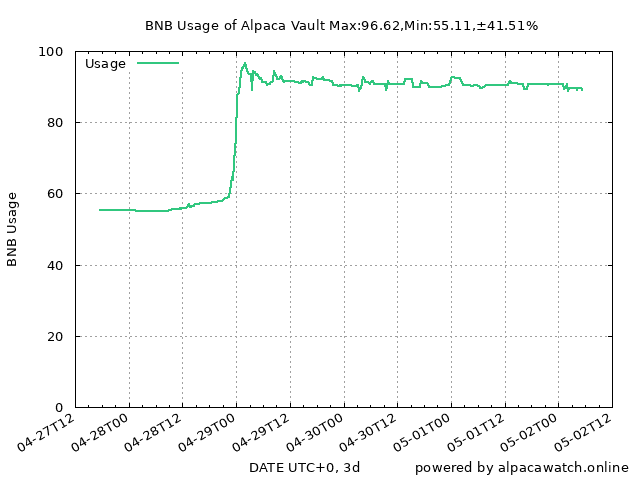 BNB Usage of Alpaca Vault Max:96.62,Min:55.11,±41.51%
Usage
100
80
60
40
20
0
BNB Usage
04-27T12
04-28T00
04-28T12
04-29T00
04-29T12
04-30T00
04-30T12
05-01T00
05-01T12
05-02T00
05-02T12
DATE UTC+0, 3d
powered by alpacawatch.online